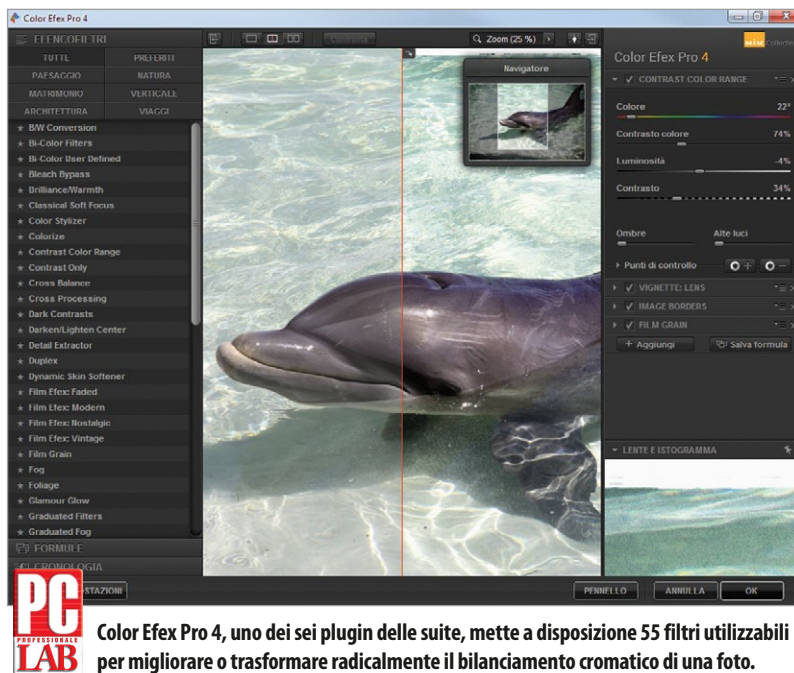 Color Efex Pro 4
ELENCO FILTRI
TUTTE PREFERITI
PAESAGGIO NATURA
MATRIMONIO VERTICALE
ARCHITETTURA VIAGGI
B/W Conversion
Bi-Color Filters
Bi-Color User Defined
Bleach Bypass
Brilliance/Warmth
Classical Soft Focus
Color Stylizer
Colorize
Contrast Color Range
Contrast Only
Cross Balance
Cross Processing
Dark Contrasts
Darken/Lighten Center
Detail Extractor
Duplex
Dynamic Skin Softener
Film Efex: Faded
Film Efex: Modern
Film Efex: Nostalgic
Film Efex: Vintage
Film Grain
Fog
Foliage
Glamour Glow
Graduated Filters
Graduated Fog
FORMULE
CRONOLOGIA
Zoom (25 %)
Navigatore
nik Collection
Color Efex Pro 4
CONTRAST COLOR RANGE
Colore 22°
Contrasto colore 74%
Luminosità -4%
Contrasto 34%
Ombre Alte luci
Punti di controllo
VIGNETTE: LENS
IMAGE BORDERS
FILM GRAIN
+ Aggiungi Salva formula
LENTE E ISTOGRAMMA
STAZIONI PENNELLO ANNULLA OK
PC
PROFESSIONALE
LAB
Color Efex Pro 4, uno dei sei plugin delle suite, mette a disposizione 55 filtri utilizzabili
per migliorare o trasformare radicalmente il bilanciamento cromatico di una foto.